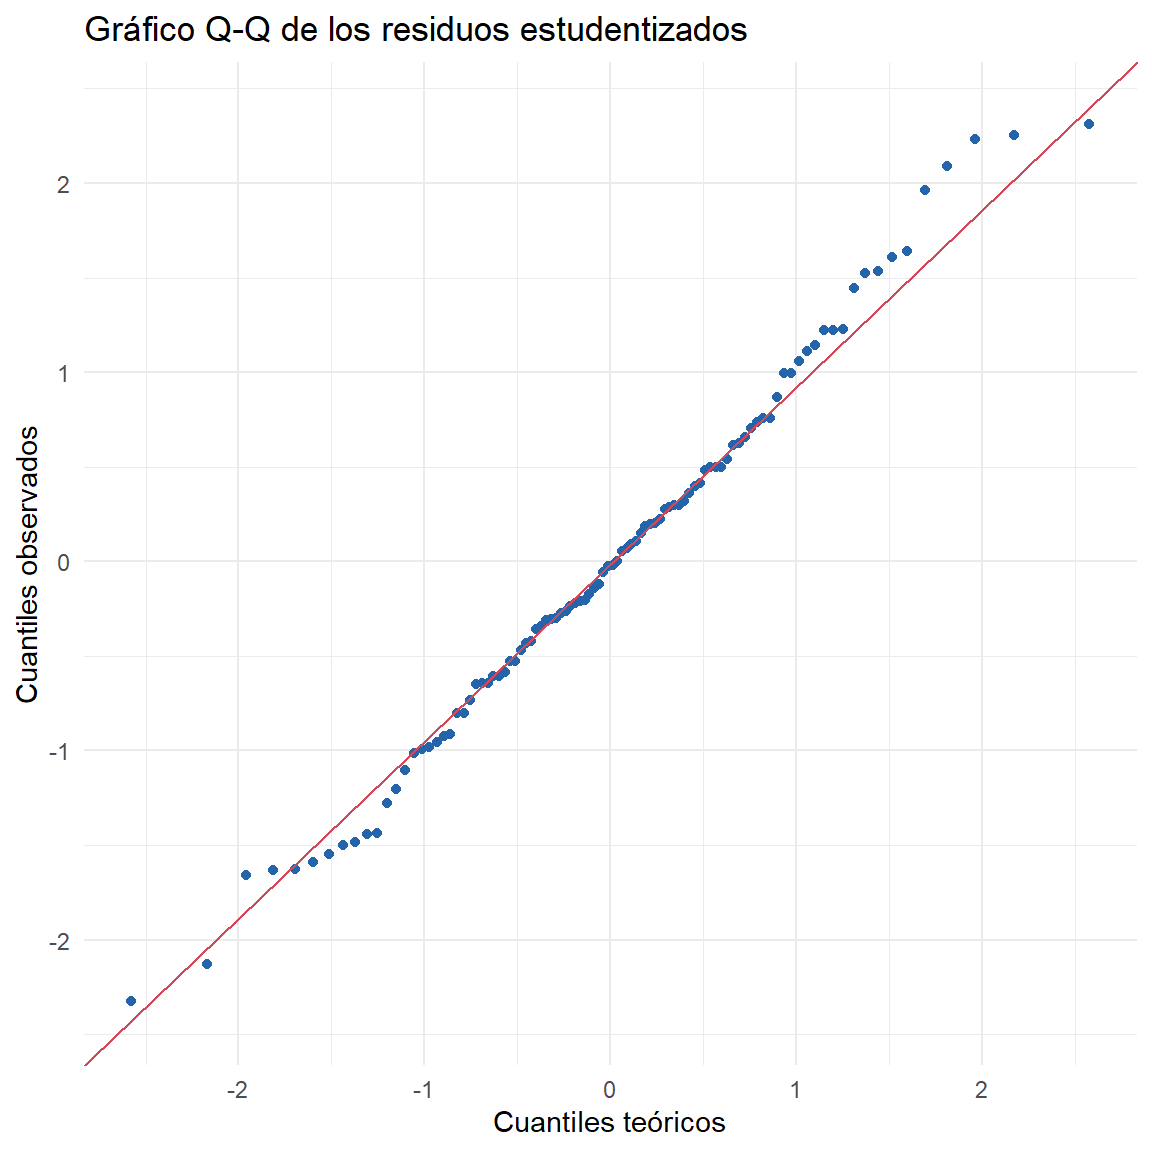 Gráfico Q-Q de los residuos estudentizados
Cuantiles observados
2
1
0
-1
-2
-2 -1 0 1 2
Cuantiles teóricos